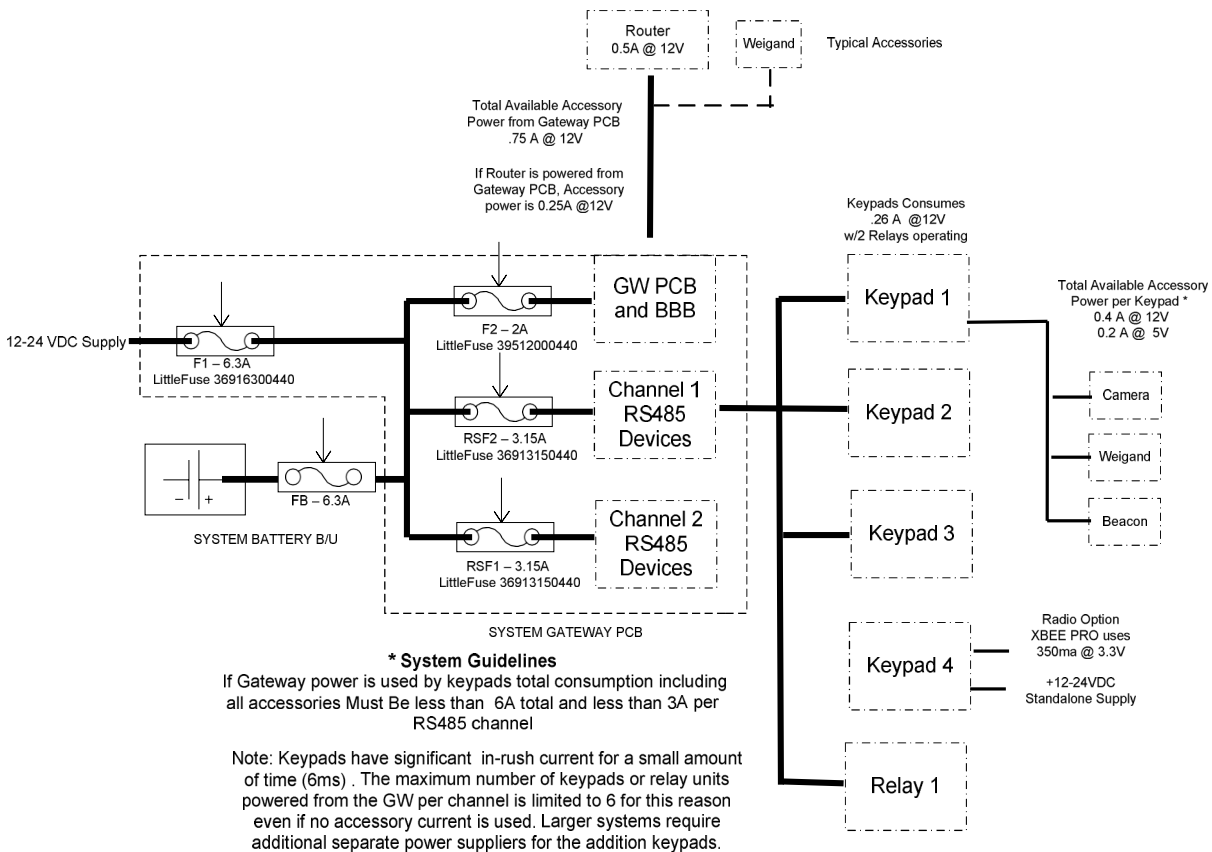 Router
0.5A @ 12V
Weigand
Typical Accessories
Total Available Accessory
Power from Gateway PCB
.75 A @ 12V
If Router is powered from
Gateway PCB, Accessory
power is 0.25A @12V
Keypads Consumes
.26 A @12V
w/2 Relays operating
12-24 VDC Supply
F1 – 6.3A
LittleFuse 36916300440
F2 – 2A
LittleFuse 39512000440
GW PCB
and BBB
Keypad 1
Total Available Accessory
Power per Keypad *
0.4 A @ 12V
0.2 A @ 5V
RSF2 – 3.15A
LittleFuse 36913150440
Channel 1
RS485
Devices
Keypad 2
Camera
Weigand
Beacon
– +
FB – 6.3A
SYSTEM BATTERY B/U
RSF1 – 3.15A
LittleFuse 36913150440
Channel 2
RS485
Devices
Keypad 3
SYSTEM GATEWAY PCB
Keypad 4
Radio Option
XBEE PRO uses
350ma @ 3.3V
+12-24VDC
Standalone Supply
Relay 1
* System Guidelines
If Gateway power is used by keypads total consumption including
all accessories Must Be less than 6A total and less than 3A per
RS485 channel
Note: Keypads have significant in-rush current for a small amount
of time (6ms) . The maximum number of keypads or relay units
powered from the GW per channel is limited to 6 for this reason
even if no accessory current is used. Larger systems require
additional separate power suppliers for the addition keypads.